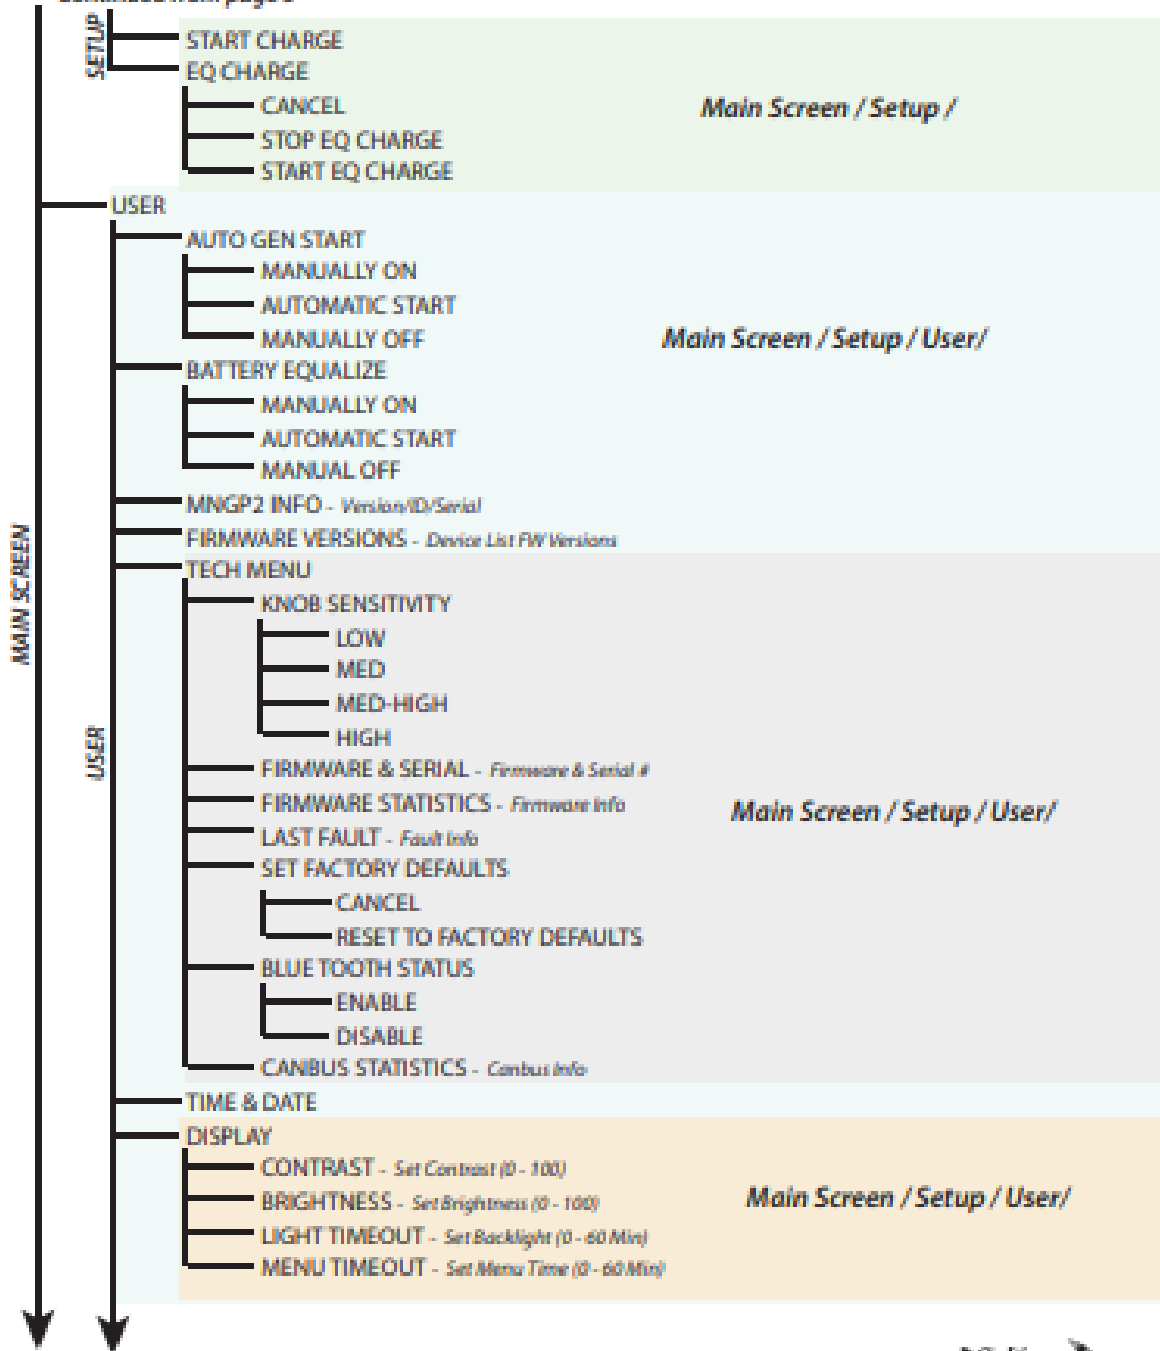 SETUP
START CHARGE
EQ CHARGE
CANCEL
Main Screen / Setup /
STOP EQ CHARGE
START EQ CHARGE
USER
AUTO GEN START
MANUALLY ON
AUTOMATIC START
MANUALLY OFF
Main Screen / Setup / User/
BATTERY EQUALIZE
MANUALLY ON
AUTOMATIC START
MANUAL OFF
MNGP2 INFO - Version/ID/Serial
FIRMWARE VERSIONS - Device List FW Versions
MAIN SCREEN
TECH MENU
KNOB SENSITIVITY
LOW
MED
MED-HIGH
HIGH
USER
FIRMWARE & SERIAL - Firmware & Serial #
FIRMWARE STATISTICS - Firmware Info
Main Screen / Setup / User/
LAST FAULT - Fault Info
SET FACTORY DEFAULTS
CANCEL
RESET TO FACTORY DEFAULTS
BLUE TOOTH STATUS
ENABLE
DISABLE
CANBUS STATISTICS - Canbus Info
TIME & DATE
DISPLAY
CONTRAST - Set Contrast (0 - 100)
BRIGHTNESS - Set Brightness (0 - 100)
Main Screen / Setup / User/
LIGHT TIMEOUT - Set Backlight (0 - 60 Min)
MENU TIMEOUT - Set Menu Time (0 - 60 Min)